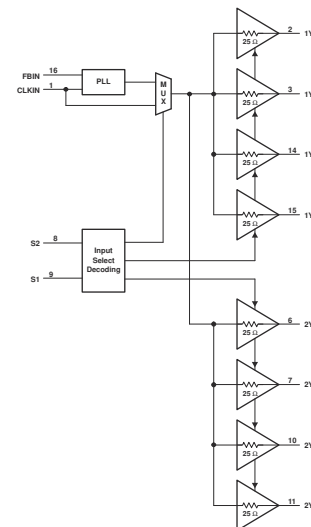 25 Ω
2
1Y
FBIN
16
PLL
CLKIN
1
M
U
X
25 Ω
3
1Y
25 Ω
14
1Y
25 Ω
15
1Y
S2
8
Input
Select
Decoding
S1
9
25 Ω
6
2Y
25 Ω
7
2Y
25 Ω
10
2Y
25 Ω
11
2Y